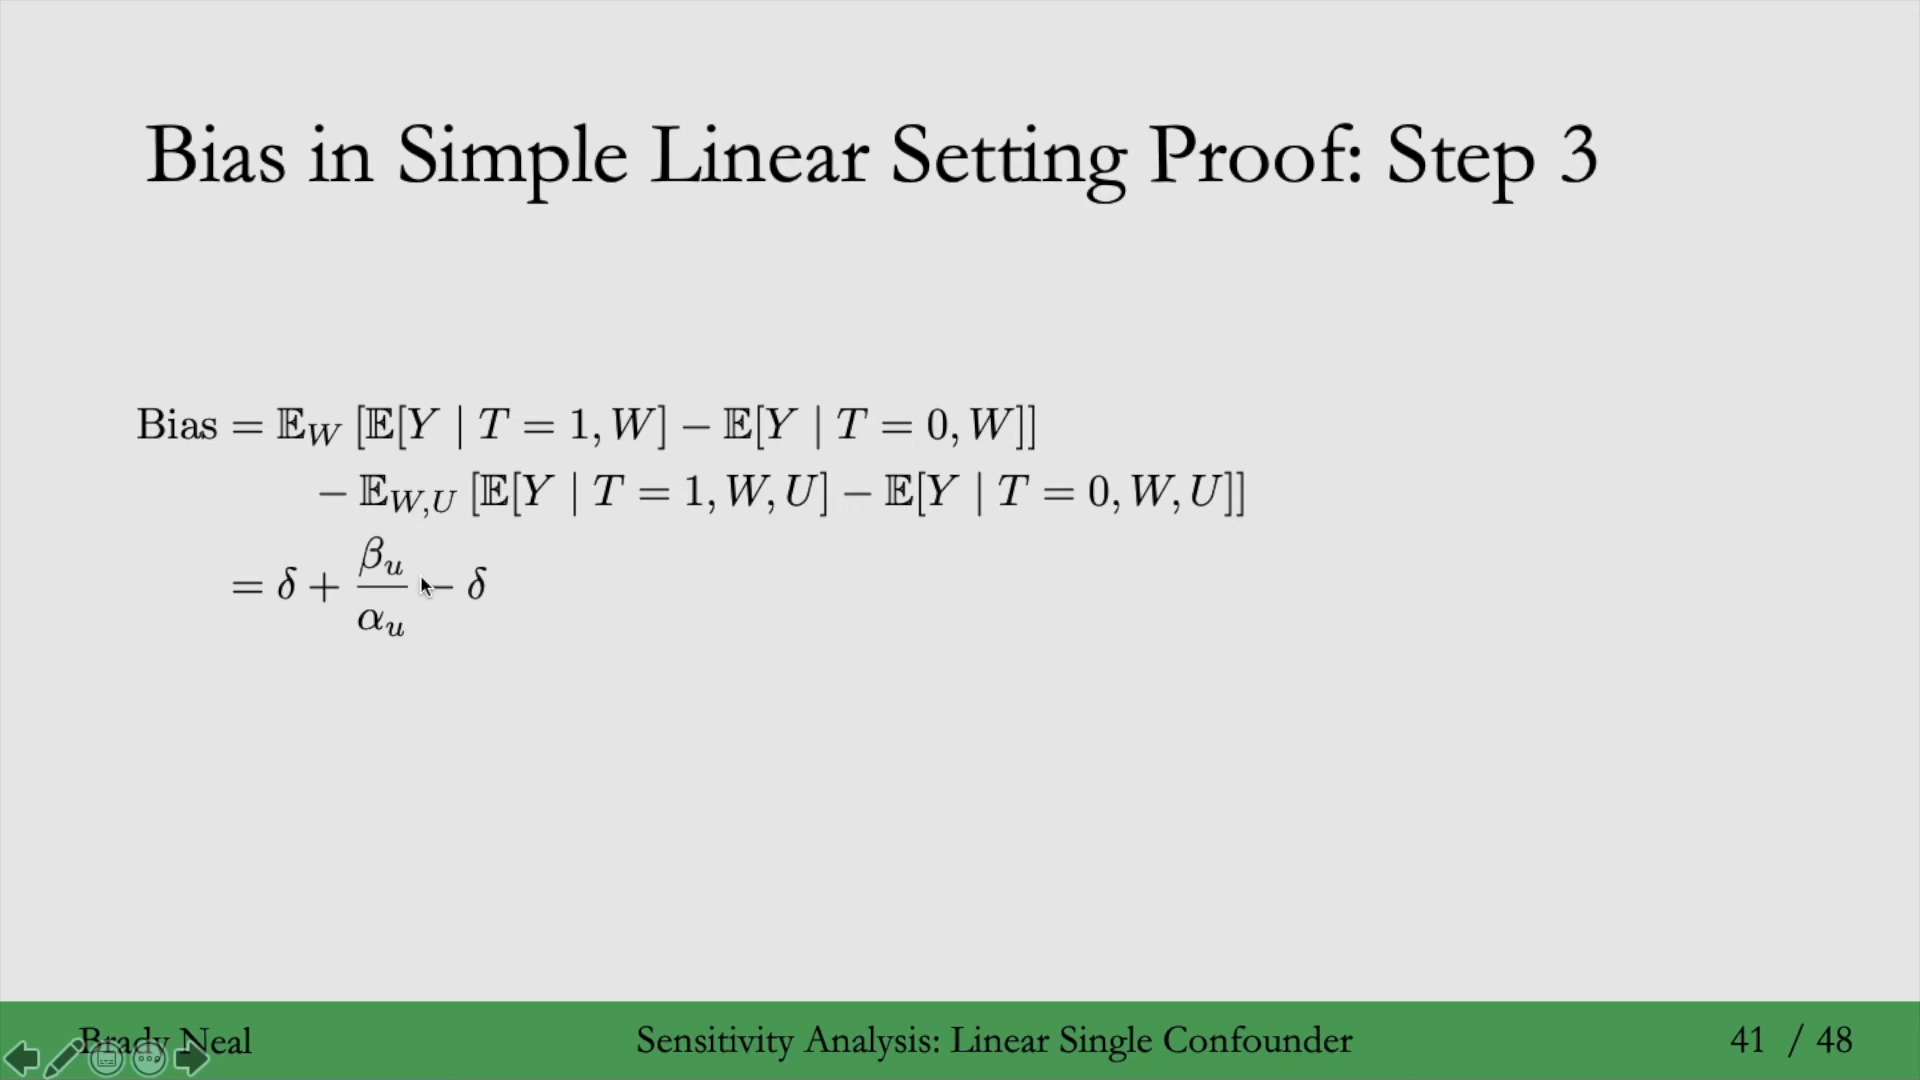 Bias in Simple Linear Setting Proof: Step 3
Bias = 𝔼_W [𝔼[Y | T = 1, W] − 𝔼[Y | T = 0, W]]
− 𝔼_{W,U} [𝔼[Y | T = 1, W, U] − 𝔼[Y | T = 0, W, U]]
= δ + β_u / α_u − δ
Brady Neal
Sensitivity Analysis: Linear Single Confounder
41 / 48